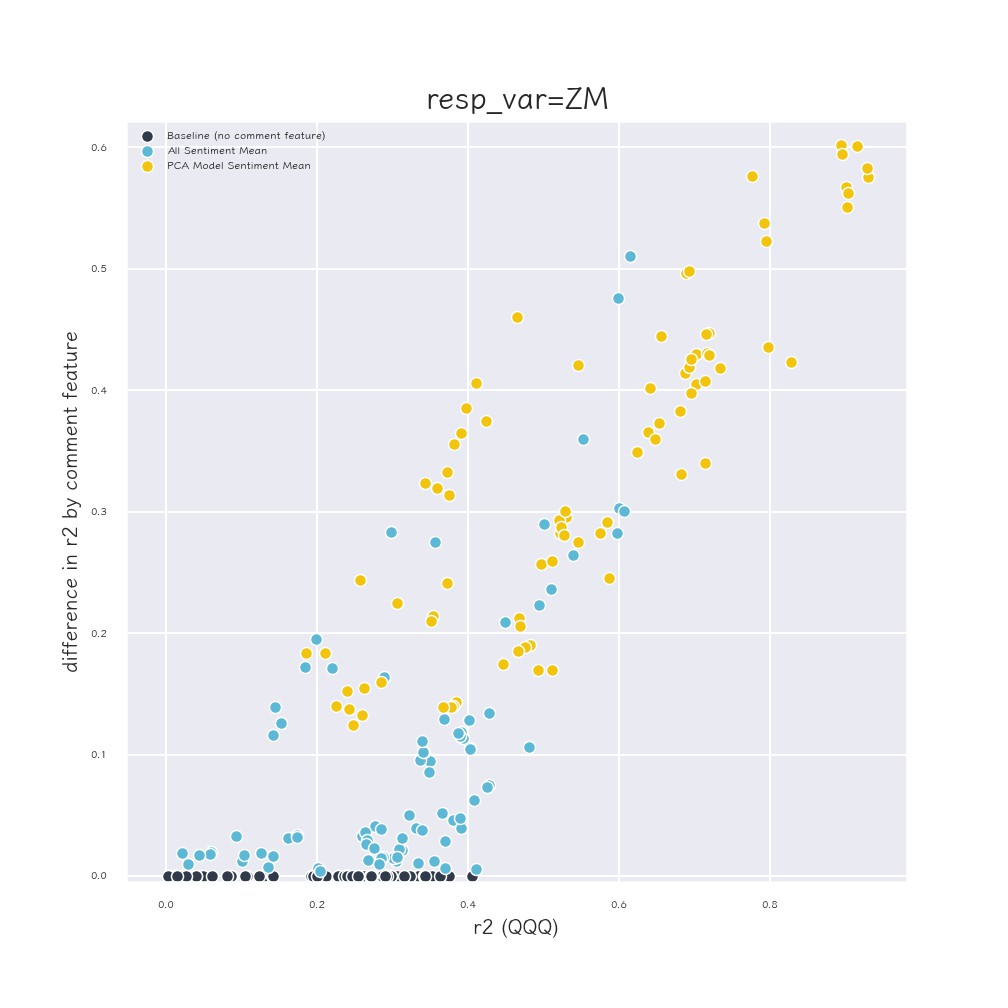 resp_var=ZM
Baseline (no comment feature)
All Sentiment Mean
PCA Model Sentiment Mean
difference in r2 by comment feature
0.6
0.5
0.4
0.3
0.2
0.1
0.0
0.0 0.2 0.4 0.6 0.8
r2 (QQQ)